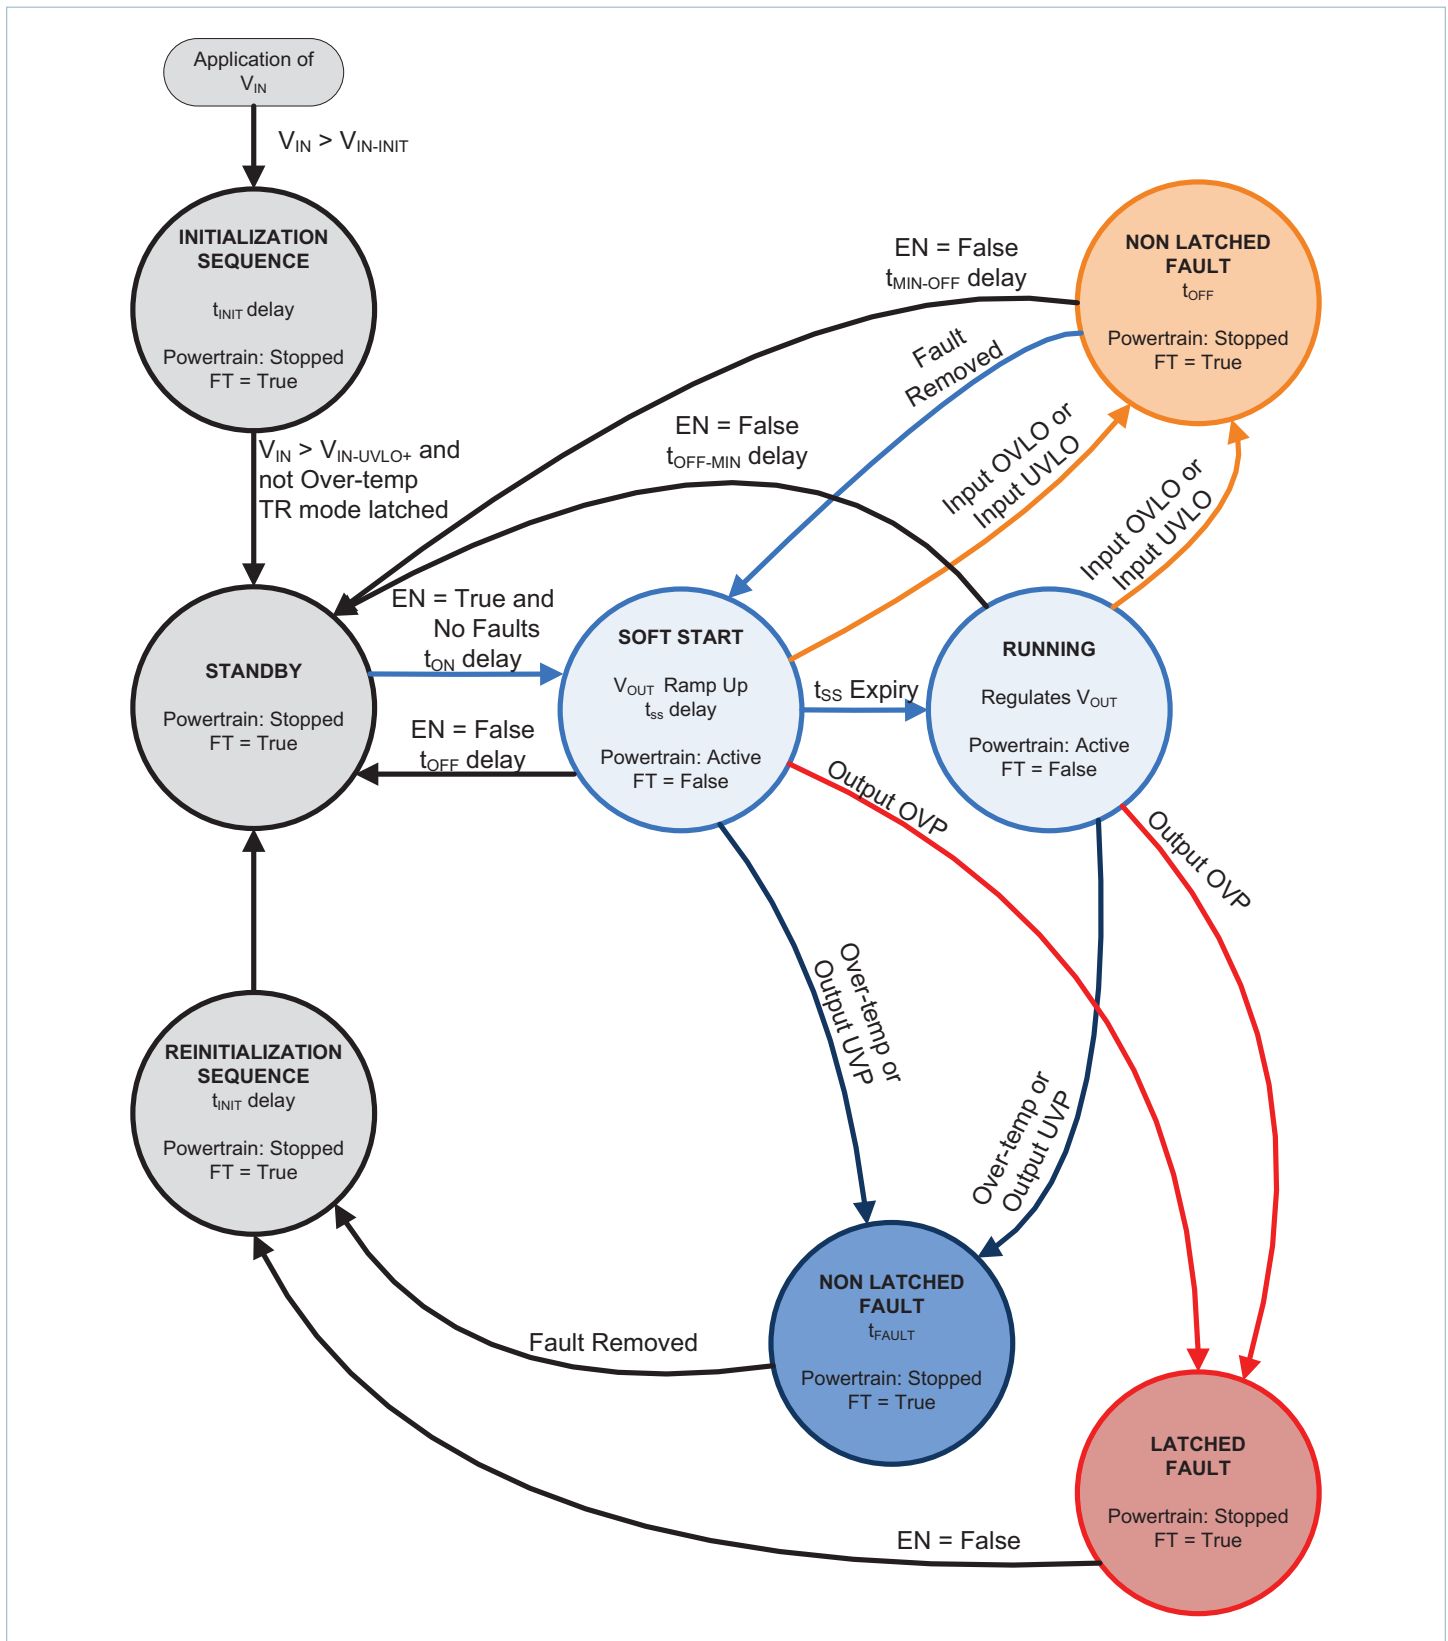 Application of
VIN
VIN > VIN-INIT
INITIALIZATION
SEQUENCE
tINIT delay
Powertrain: Stopped
FT = True
VIN > VIN-UVLO+ and
not Over-temp
TR mode latched
EN = False
tMIN-OFF delay
NON LATCHED
FAULT
tOFF
Powertrain: Stopped
FT = True
Fault
Removed
EN = False
tOFF-MIN delay
Input OVLO or
Input UVLO
Input OVLO or
Input UVLO
STANDBY
Powertrain: Stopped
FT = True
EN = True and
No Faults
tON delay
EN = False
tOFF delay
SOFT START
VOUT Ramp Up
tss delay
Powertrain: Active
FT = False
tSS Expiry
RUNNING
Regulates VOUT
Powertrain: Active
FT = False
Output OVP
Output OVP
Over-temp or
Output UVP
Over-temp or
Output UVP
REINITIALIZATION
SEQUENCE
tINIT delay
Powertrain: Stopped
FT = True
Fault Removed
NON LATCHED
FAULT
tFAULT
Powertrain: Stopped
FT = True
EN = False
LATCHED
FAULT
Powertrain: Stopped
FT = True